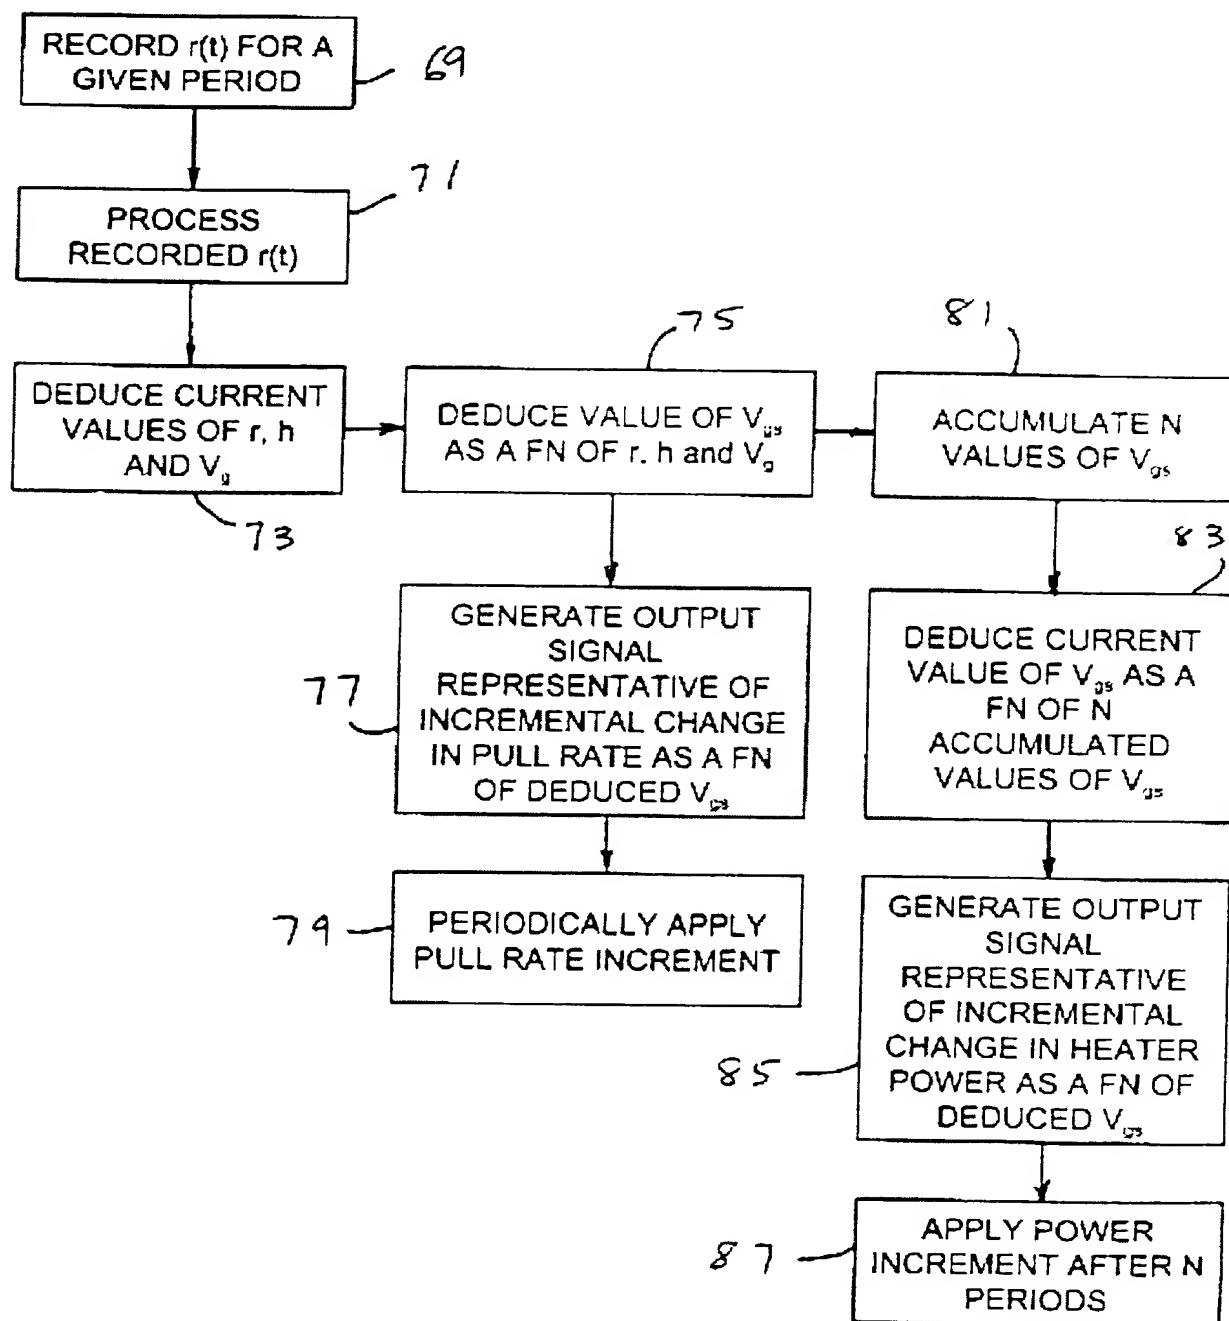 RECORD r(t) FOR A
GIVEN PERIOD
69
PROCESS
RECORDED r(t)
71
DEDUCE CURRENT
VALUES OF r, h
AND Vg
73
DEDUCE VALUE OF Vgs
AS A FN OF r. h and Vg
75
GENERATE OUTPUT
SIGNAL
REPRESENTATIVE OF
INCREMENTAL CHANGE
IN PULL RATE AS A FN
OF DEDUCED Vgs
77
PERIODICALLY APPLY
PULL RATE INCREMENT
79
ACCUMULATE N
VALUES OF Vgs
81
DEDUCE CURRENT
VALUE OF Vgs AS A
FN OF N
ACCUMULATED
VALUES OF Vgs
83
GENERATE OUTPUT
SIGNAL
REPRESENTATIVE
OF INCREMENTAL
CHANGE IN HEATER
POWER AS A FN OF
DEDUCED Vgs
85
APPLY POWER
INCREMENT AFTER N
PERIODS
87